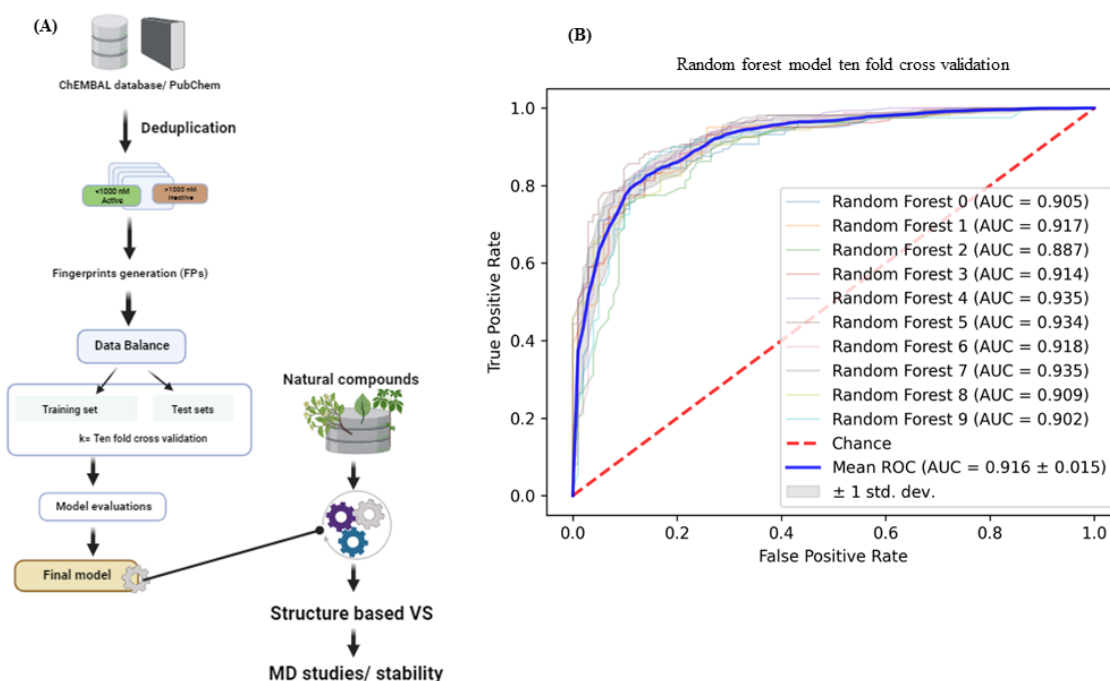 (A)
ChEMBAL database/ PubChem
Deduplication
<1000 nM
Active
>1000 nM
Inactive
Fingerprints generation (FPs)
Data Balance
Training set
Test sets
k= Ten fold cross validation
Model evaluations
Final model
Natural compounds
Structure based VS
MD studies/ stability
(B)
Random forest model ten fold cross validation
True Positive Rate
1.0
0.8
0.6
0.4
0.2
0.0
Random Forest 0 (AUC = 0.905)
Random Forest 1 (AUC = 0.917)
Random Forest 2 (AUC = 0.887)
Random Forest 3 (AUC = 0.914)
Random Forest 4 (AUC = 0.935)
Random Forest 5 (AUC = 0.934)
Random Forest 6 (AUC = 0.918)
Random Forest 7 (AUC = 0.935)
Random Forest 8 (AUC = 0.909)
Random Forest 9 (AUC = 0.902)
Chance
Mean ROC (AUC = 0.916 ± 0.015)
± 1 std. dev.
0.0 0.2 0.4 0.6 0.8 1.0
False Positive Rate